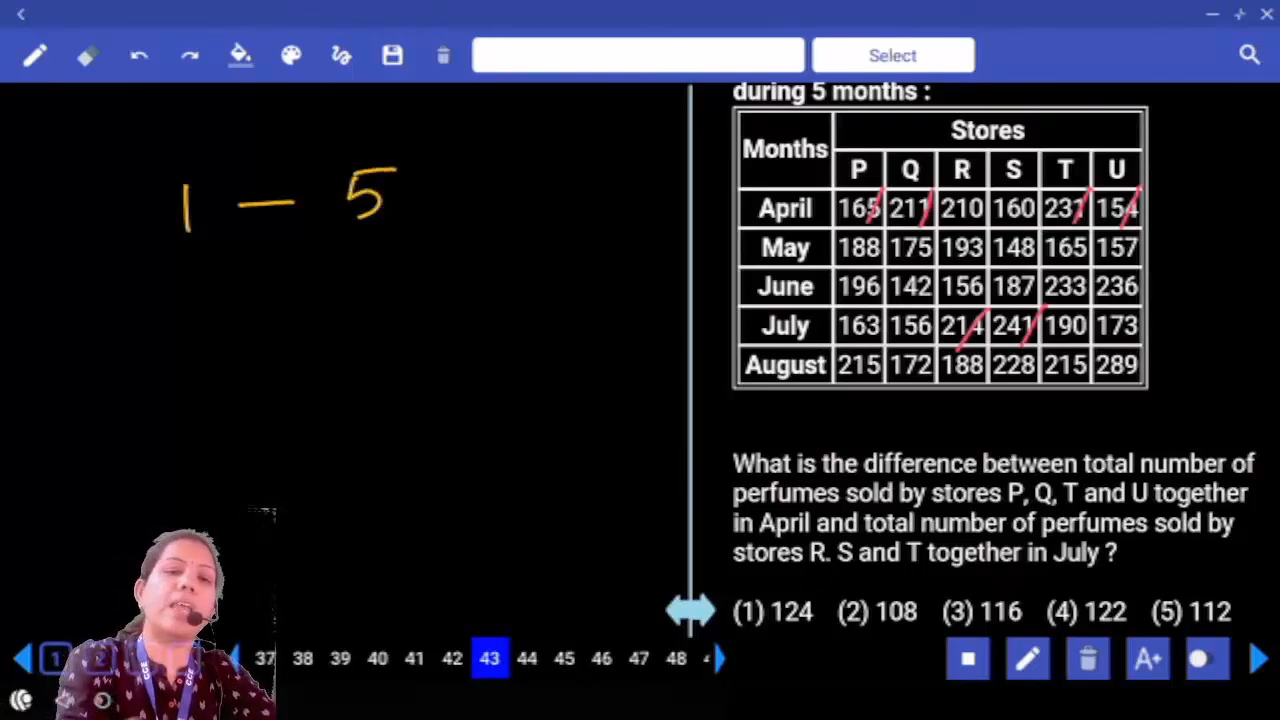 Select
1 — 5
during 5 months :
Months Stores
P Q R S T U
April 165 211 210 160 231 154
May 188 175 193 148 165 157
June 196 142 156 187 233 236
July 163 156 214 241 190 173
August 215 172 188 228 215 289
What is the difference between total number of
perfumes sold by stores P, Q, T and U together
in April and total number of perfumes sold by
stores R. S and T together in July ?
(1) 124 (2) 108 (3) 116 (4) 122 (5) 112
1 2 37 38 39 40 41 42 43 44 45 46 47 48
A+
CCE
CCE